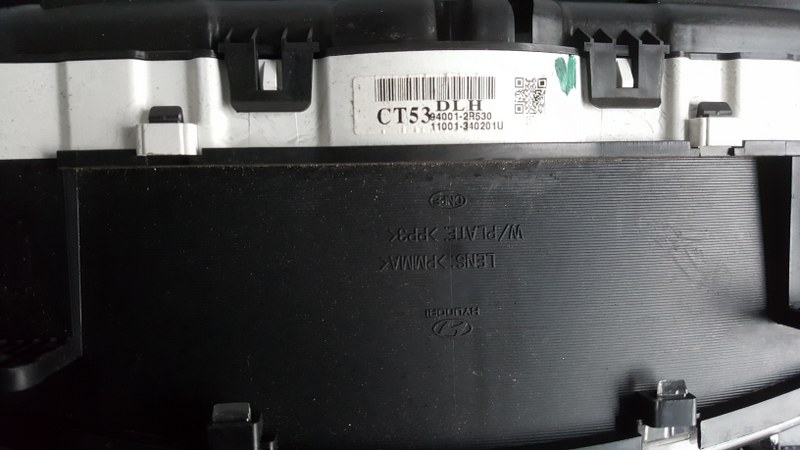 DLH
CT53
94001-2R530
11001-340201U
W/PLATE: >PP3<
LENS: >PMMA<
HYUNDAI